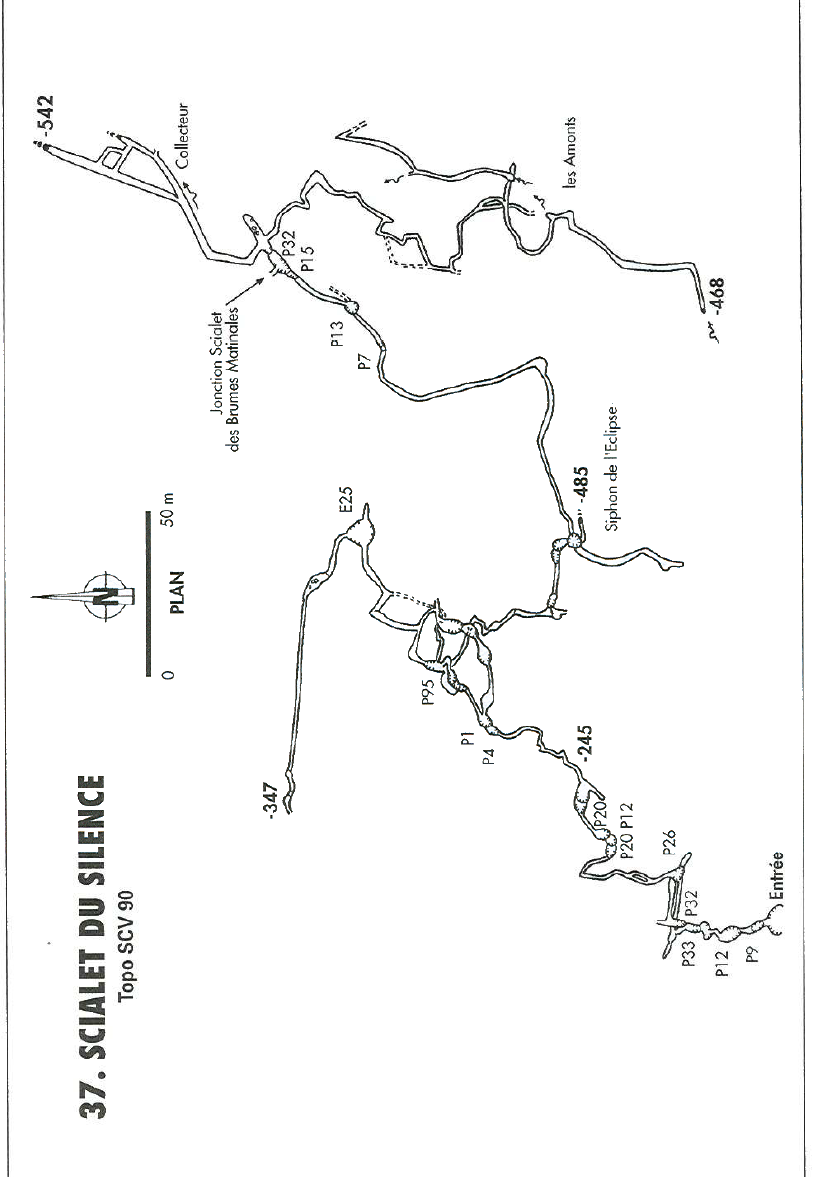 37. SCIALET DU SILENCE
Topo SCV 90
N
0
50 m
PLAN
-542
Collecteur
P32
P15
Jonction Scialet
des Brumes Matinales
P13
P7
les Amonts
-468
E25
-347
-485
Siphon de l'Eclipse
P95
P1
P4
-245
P20
P20 P12
P26
P32
P33
P12
P9
Entrée